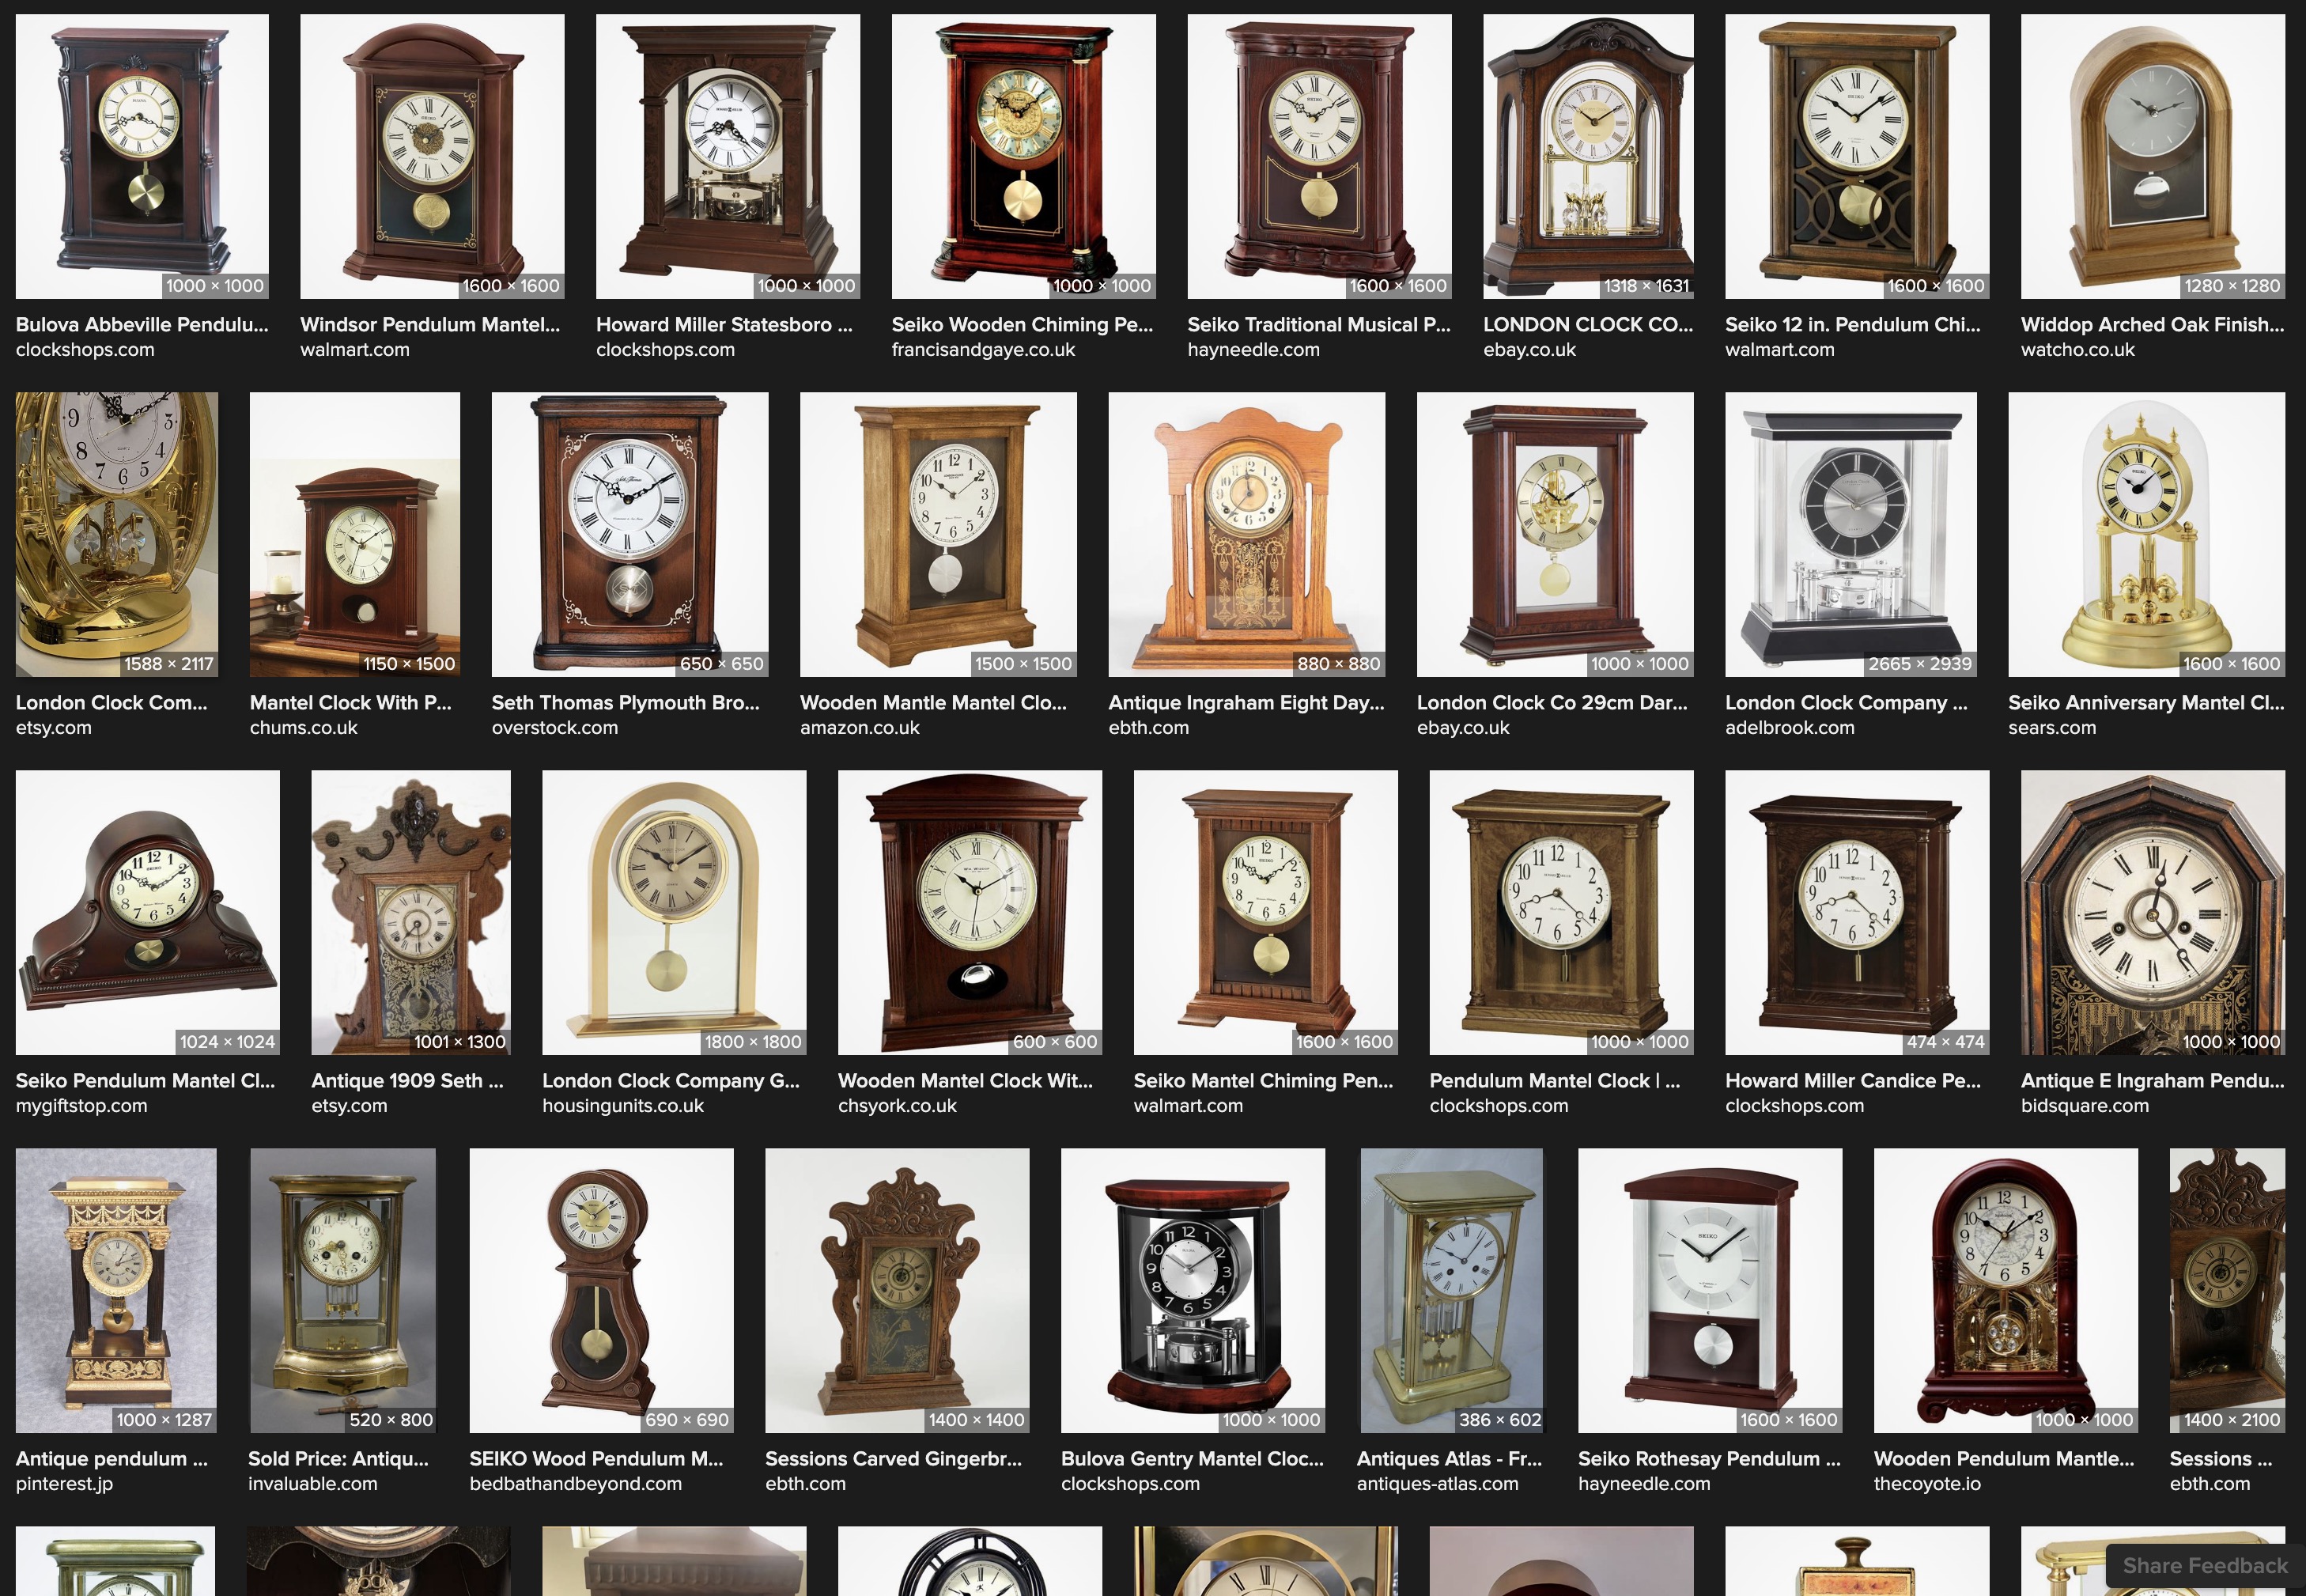 1000 × 1000
1600 × 1600
1000 × 1000
1000 × 1000
1600 × 1600
1318 × 1631
1600 × 1600
1280 × 1280
Bulova Abbeville Pendulu...
clockshops.com
Windsor Pendulum Mantel...
walmart.com
Howard Miller Statesboro ...
clockshops.com
Seiko Wooden Chiming Pe...
francisandgaye.co.uk
Seiko Traditional Musical P...
hayneedle.com
LONDON CLOCK CO...
ebay.co.uk
Seiko 12 in. Pendulum Chi...
walmart.com
Widdop Arched Oak Finish...
watcho.co.uk
1588 × 2117
1150 × 1500
650 × 650
1500 × 1500
880 × 880
1000 × 1000
2665 × 2939
1600 × 1600
London Clock Com...
etsy.com
Mantel Clock With P...
chums.co.uk
Seth Thomas Plymouth Bro...
overstock.com
Wooden Mantle Mantel Clo...
amazon.co.uk
Antique Ingraham Eight Day...
ebth.com
London Clock Co 29cm Dar...
ebay.co.uk
London Clock Company ...
adelbrook.com
Seiko Anniversary Mantel Cl...
sears.com
1024 × 1024
1001 × 1300
1800 × 1800
600 × 600
1600 × 1600
1000 × 1000
474 × 474
1000 × 1000
Seiko Pendulum Mantel Cl...
mygiftstop.com
Antique 1909 Seth ...
etsy.com
London Clock Company G...
housingunits.co.uk
Wooden Mantel Clock Wit...
chsyork.co.uk
Seiko Mantel Chiming Pen...
walmart.com
Pendulum Mantel Clock | ...
clockshops.com
Howard Miller Candice Pe...
clockshops.com
Antique E Ingraham Pendu...
bidsquare.com
1000 × 1287
520 × 800
690 × 690
1400 × 1400
1000 × 1000
386 × 602
1600 × 1600
1000 × 1000
1400 × 2100
Antique pendulum ...
pinterest.jp
Sold Price: Antiqu...
invaluable.com
SEIKO Wood Pendulum M...
bedbathandbeyond.com
Sessions Carved Gingerbr...
ebth.com
Bulova Gentry Mantel Cloc...
clockshops.com
Antiques Atlas - Fr...
antiques-atlas.com
Seiko Rothesay Pendulum ...
hayneedle.com
Wooden Pendulum Mantle...
thecoyote.io
Sessions ...
ebth.com
Share Feedback